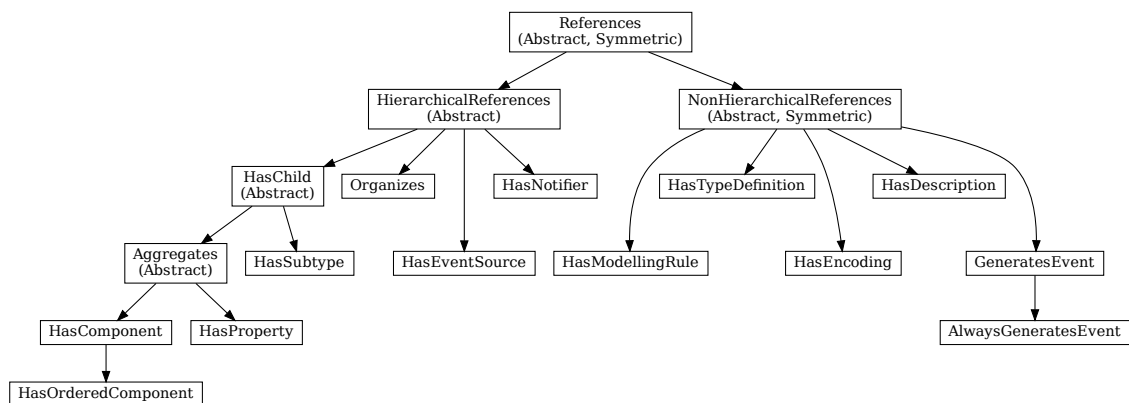 References
(Abstract, Symmetric)
HierarchicalReferences
(Abstract)
NonHierarchicalReferences
(Abstract, Symmetric)
HasChild
(Abstract)
Organizes
HasNotifier
HasTypeDefinition
HasDescription
Aggregates
(Abstract)
HasSubtype
HasEventSource
HasModellingRule
HasEncoding
GeneratesEvent
HasComponent
HasProperty
AlwaysGeneratesEvent
HasOrderedComponent